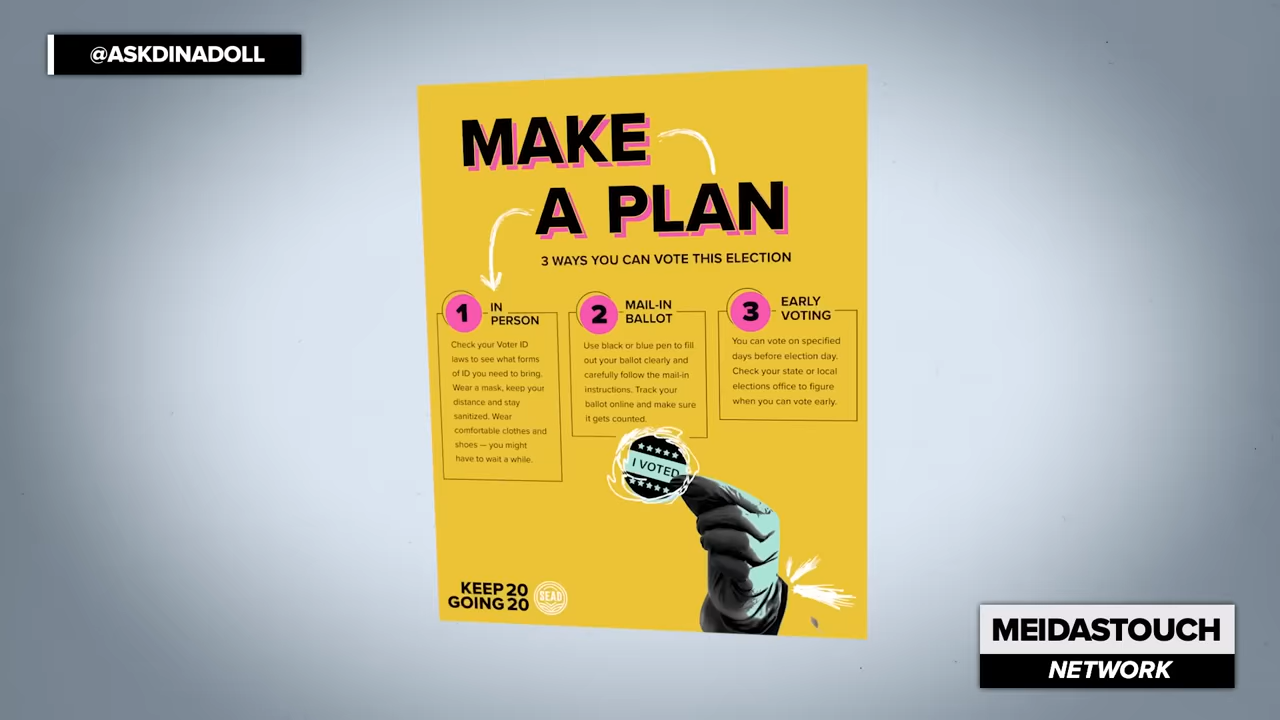 @ASKDINADOLL
MAKE
A PLAN
3 WAYS YOU CAN VOTE THIS ELECTION
1
IN
PERSON
Check your Voter ID
laws to see what forms
of ID you need to bring.
Wear a mask, keep your
distance and stay
sanitized. Wear
comfortable clothes and
shoes — you might
have to wait a while.
2
MAIL-IN
BALLOT
Use black or blue pen to fill
out your ballot clearly and
carefully follow the mail-in
instructions. Track your
ballot online and make sure
it gets counted.
3
EARLY
VOTING
You can vote on specified
days before election day.
Check your state or local
elections office to figure
when you can vote early.
I VOTED
KEEP 20
GOING 20
SEAD
MEIDASTOUCH
NETWORK